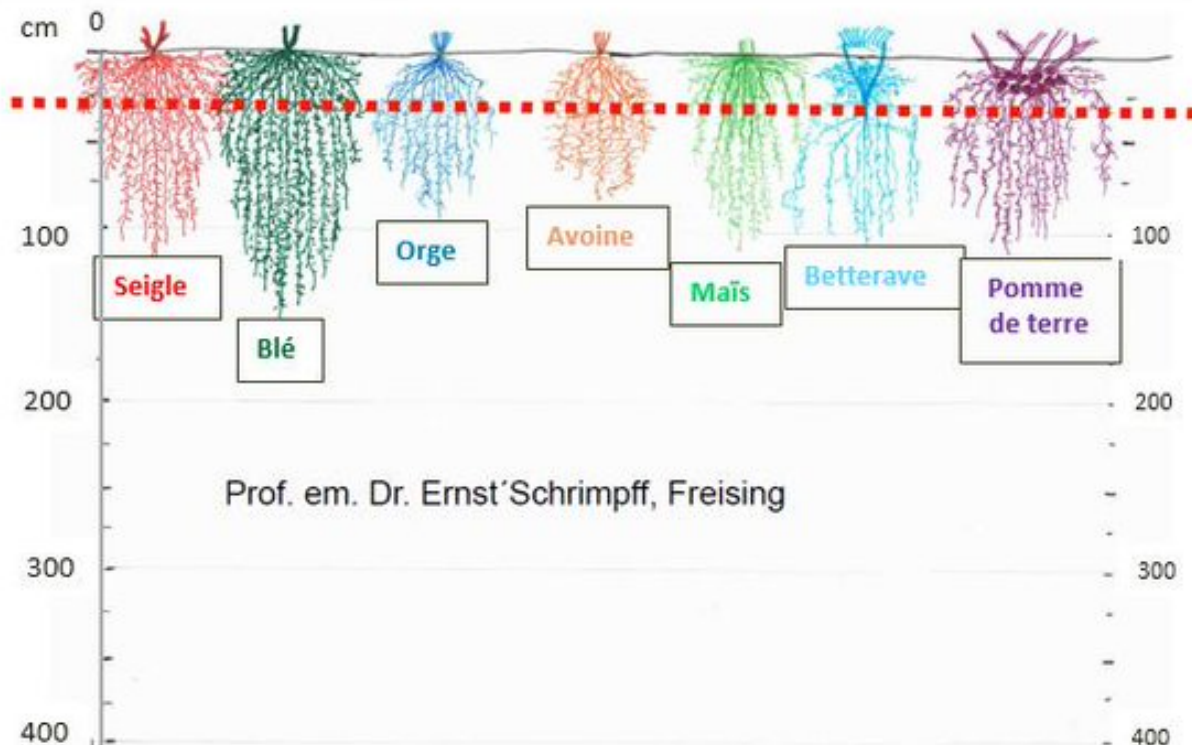 cm 0
Seigle
Blé
Orge
Avoine
Maïs
Betterave
Pomme
de terre
100
100
200
200
Prof. em. Dr. Ernst´Schrimpff, Freising
300
300
400
400